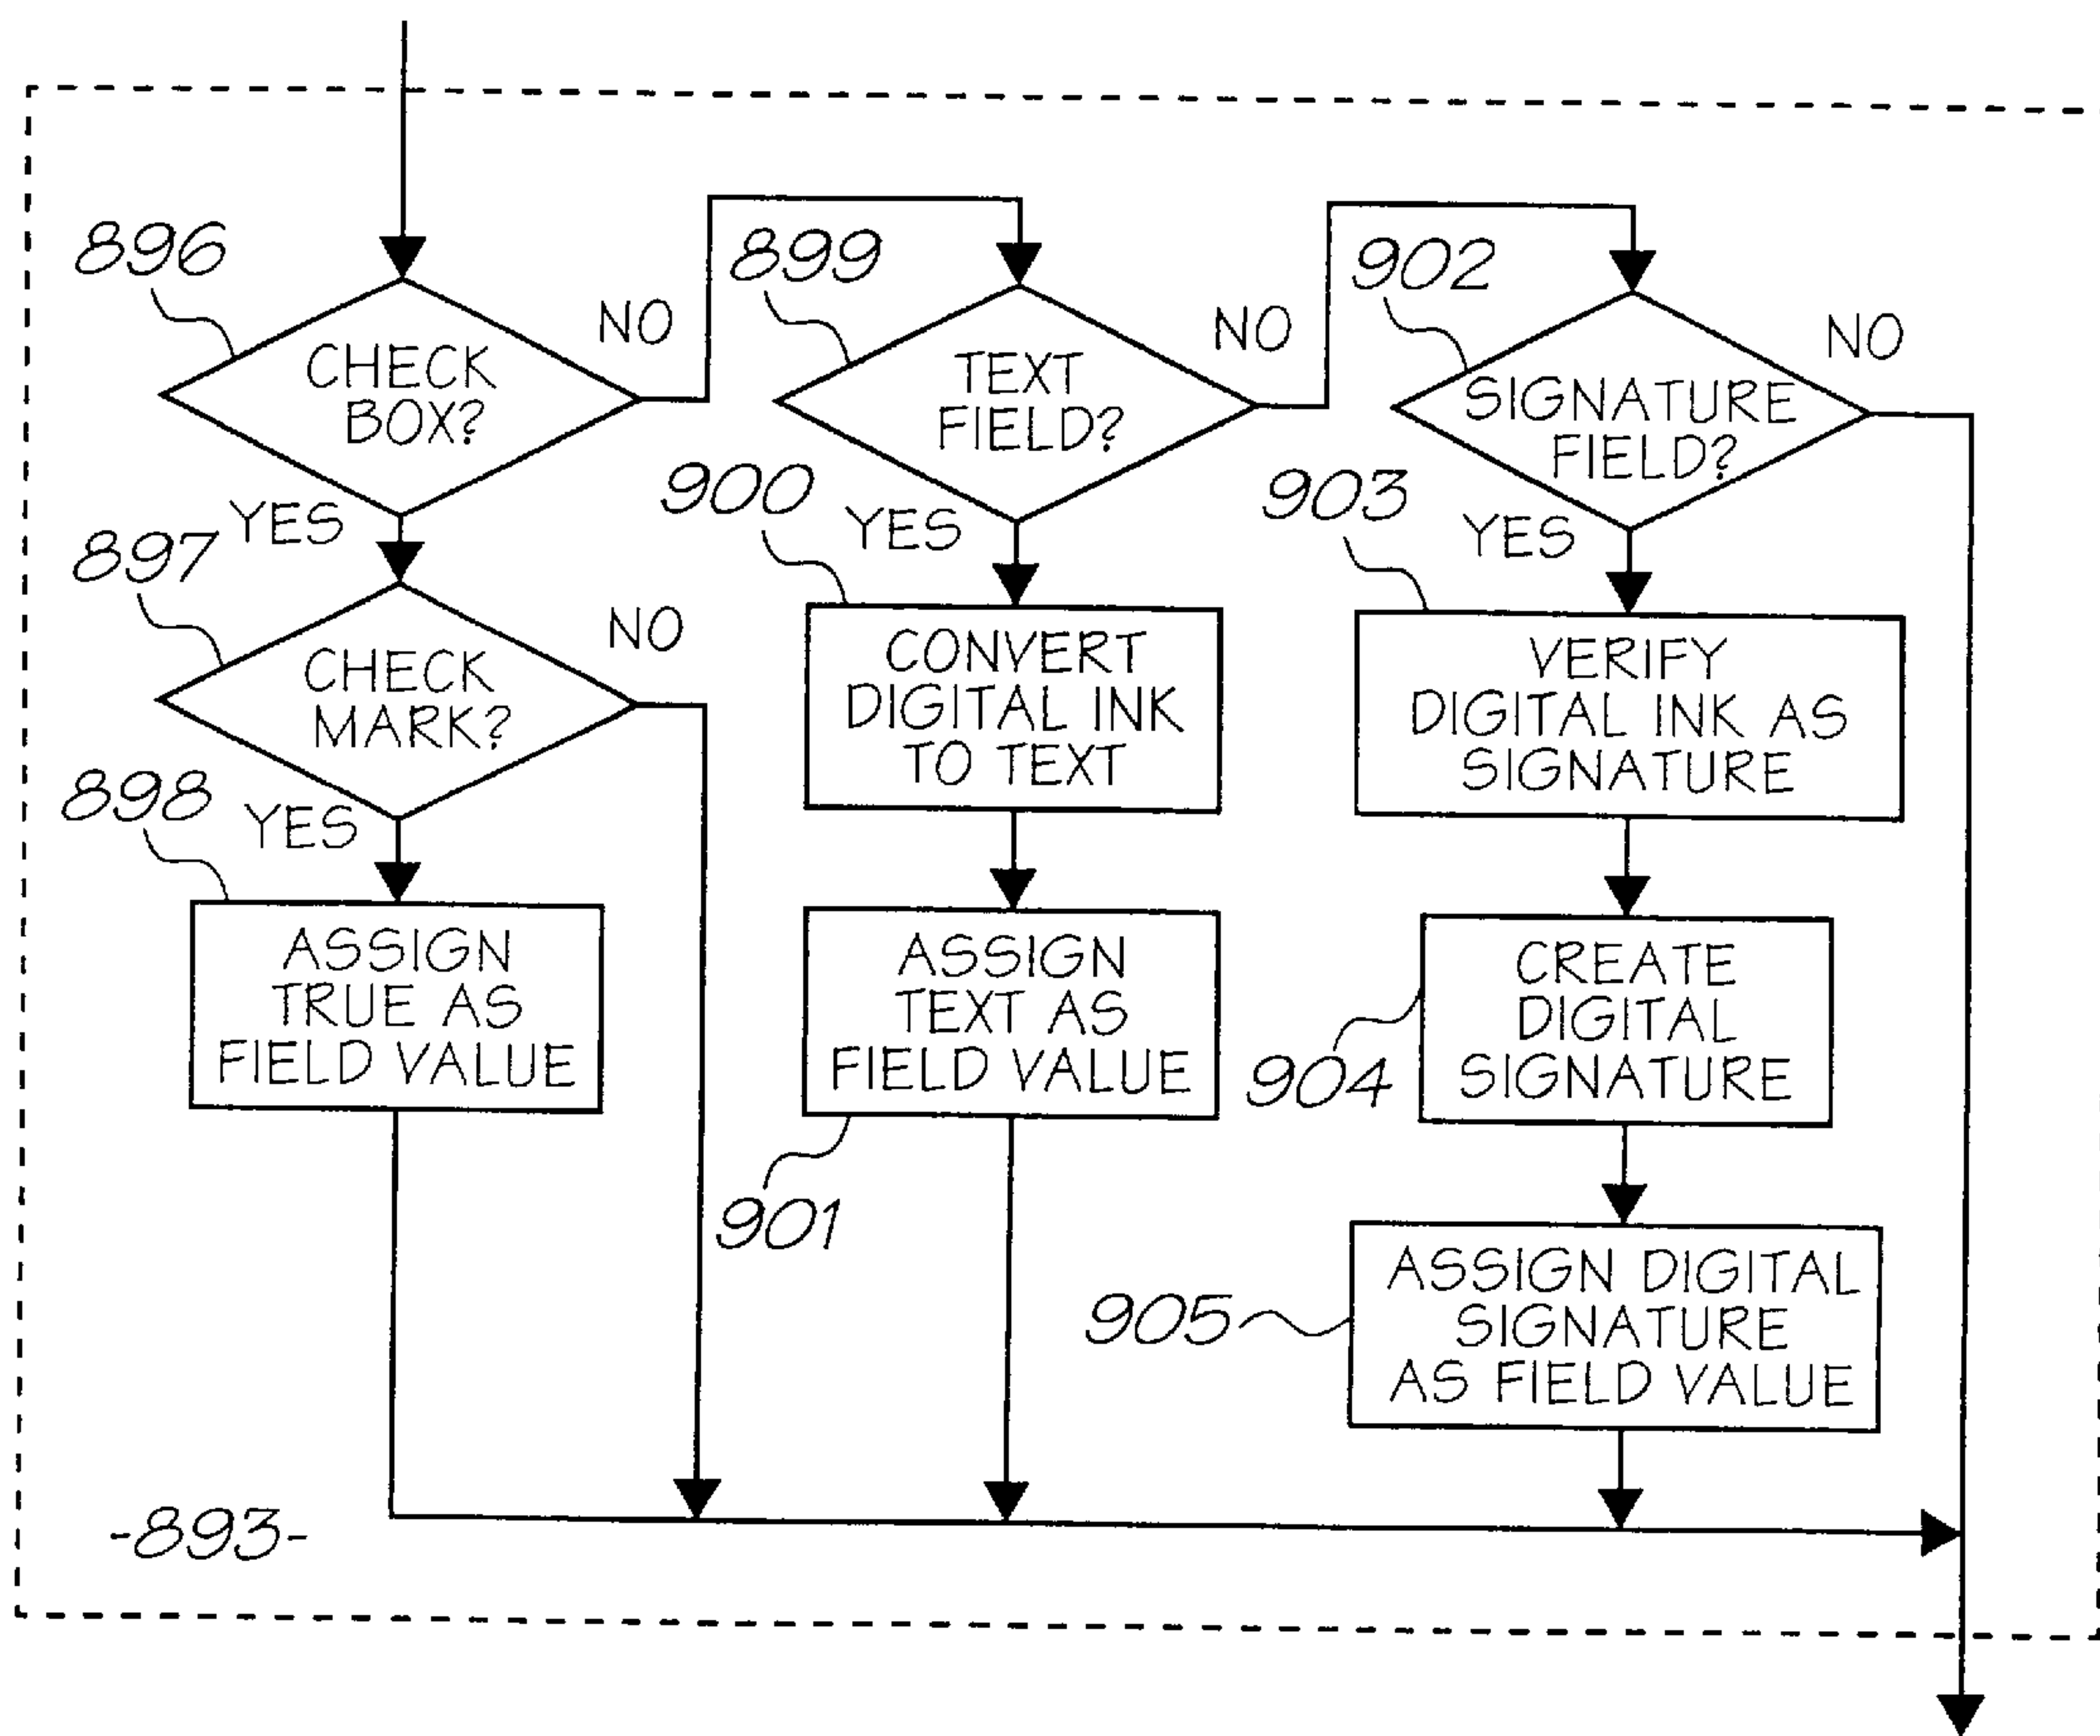 896
CHECK
BOX?
NO
YES
897
CHECK
MARK?
NO
898
YES
ASSIGN
TRUE AS
FIELD VALUE
899
TEXT
FIELD?
NO
900
YES
CONVERT
DIGITAL INK
TO TEXT
ASSIGN
TEXT AS
FIELD VALUE
901
902
SIGNATURE
FIELD?
NO
903
YES
VERIFY
DIGITAL INK AS
SIGNATURE
CREATE
DIGITAL
SIGNATURE
904
905
ASSIGN DIGITAL
SIGNATURE
AS FIELD VALUE
-893-